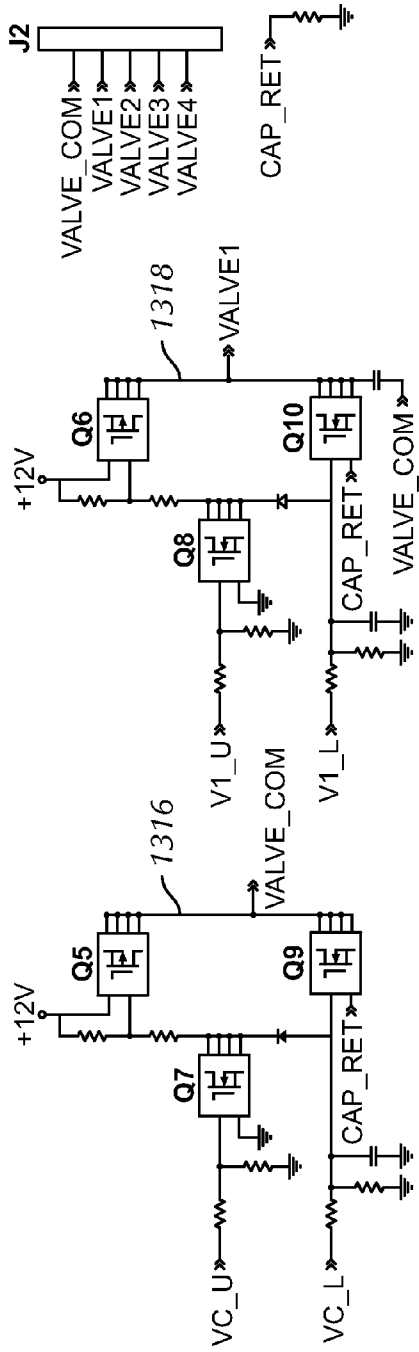 J2
VALVE_COM
VALVE1
VALVE2
VALVE3
VALVE4
CAP_RET
+12V
Q6
1318
VALVE1
Q8
Q10
CAP_RET
VALVE_COM
V1_U
V1_L
+12V
Q5
1316
VALVE_COM
Q7
Q9
CAP_RET
VC_U
VC_L